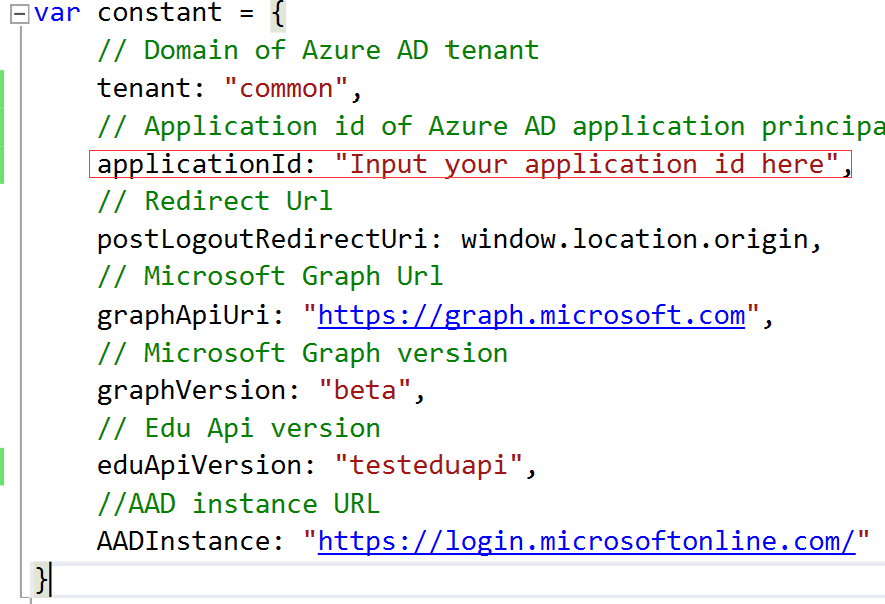 var constant = {
// Domain of Azure AD tenant
tenant: "common",
// Application id of Azure AD application principa
applicationId: "Input your application id here",
// Redirect Url
postLogoutRedirectUri: window.location.origin,
// Microsoft Graph Url
graphApiUri: "https://graph.microsoft.com",
// Microsoft Graph version
graphVersion: "beta",
// Edu Api version
eduApiVersion: "testeduapi",
//AAD instance URL
AADInstance: "https://login.microsoftonline.com/"
}